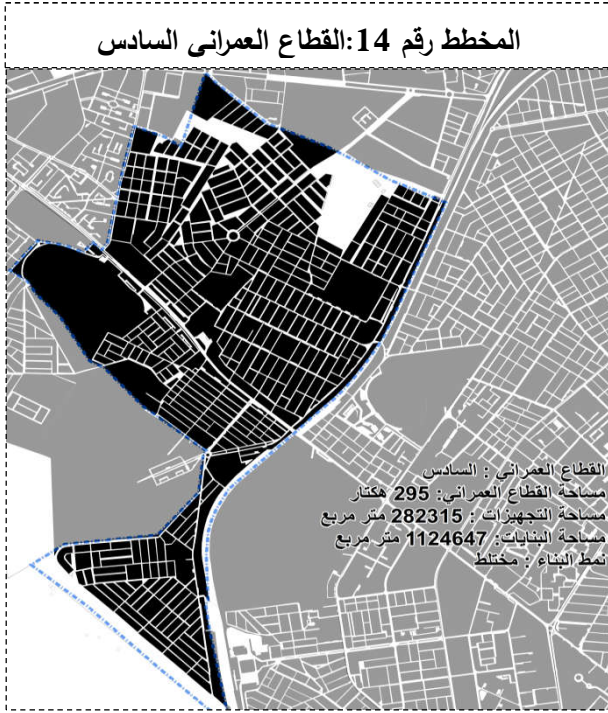 المخطط رقم 14:القطاع العمراني السادس
القطاع العمراني : السادس
مساحة القطاع العمراني: 295 هكتار
مساحة التجهيزات : 282315 متر مربع
مساحة البنايات: 1124647 متر مربع
نمط البناء : مختلط